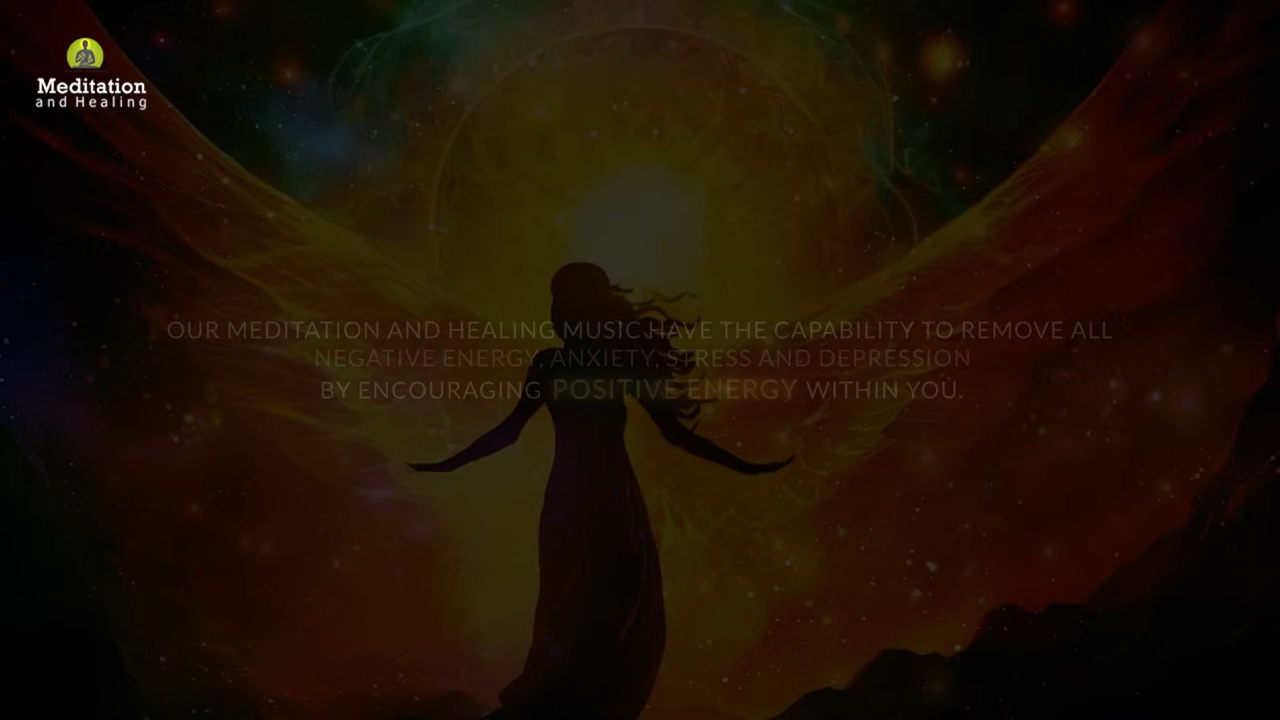 Meditation
and Healing
OUR MEDITATION AND HEALING MUSIC HAVE THE CAPABILITY TO REMOVE ALL
NEGATIVE ENERGY, ANXIETY, STRESS AND DEPRESSION
BY ENCOURAGING POSITIVE ENERGY WITHIN YOU.